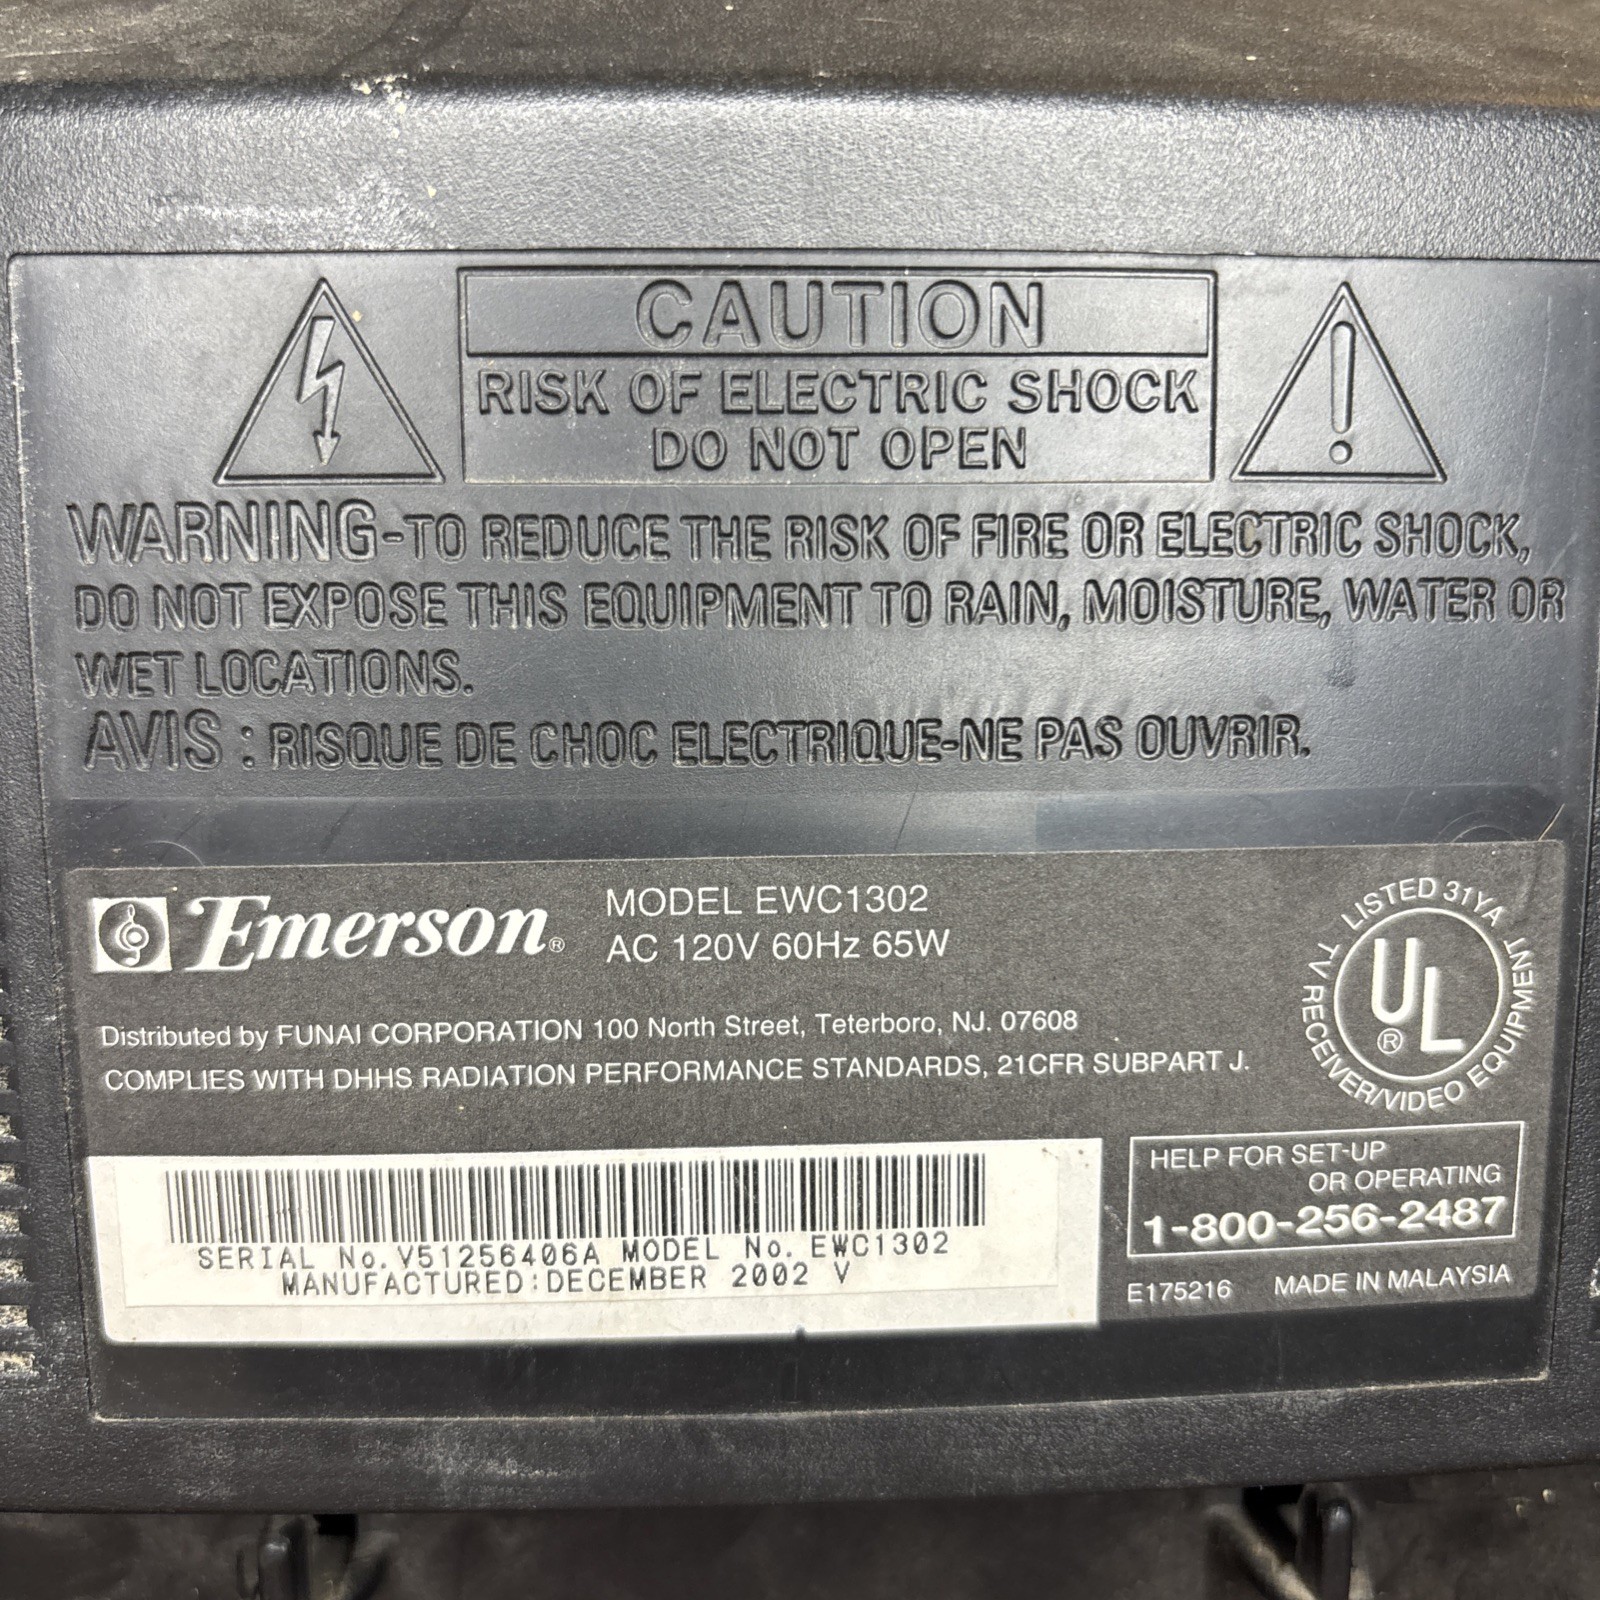 CAUTION
RISK OF ELECTRIC SHOCK
DO NOT OPEN
WARNING-TO REDUCE THE RISK OF FIRE OR ELECTRIC SHOCK,
DO NOT EXPOSE THIS EQUIPMENT TO RAIN, MOISTURE, WATER OR
WET LOCATIONS.
AVIS : RISQUE DE CHOC ELECTRIQUE-NE PAS OUVRIR.
Emerson®
MODEL EWC1302
AC 120V 60Hz 65W
LISTED 31YA
UL
®
TV RECEIVER/VIDEO EQUIPMENT
Distributed by FUNAI CORPORATION 100 North Street, Teterboro, NJ. 07608
COMPLIES WITH DHHS RADIATION PERFORMANCE STANDARDS, 21CFR SUBPART J.
SERIAL No. V51256406A MODEL No. EWC1302
MANUFACTURED:DECEMBER 2002 V
HELP FOR SET-UP
OR OPERATING
1-800-256-2487
E175216 MADE IN MALAYSIA